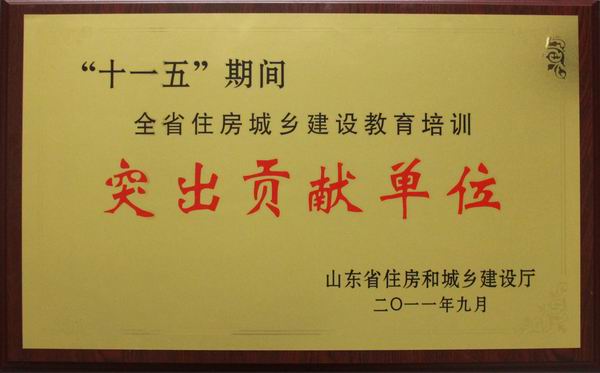 “十一五”期间
全省住房城乡建设教育培训
突出贡献单位
山东省住房和城乡建设厅
二〇一一年九月